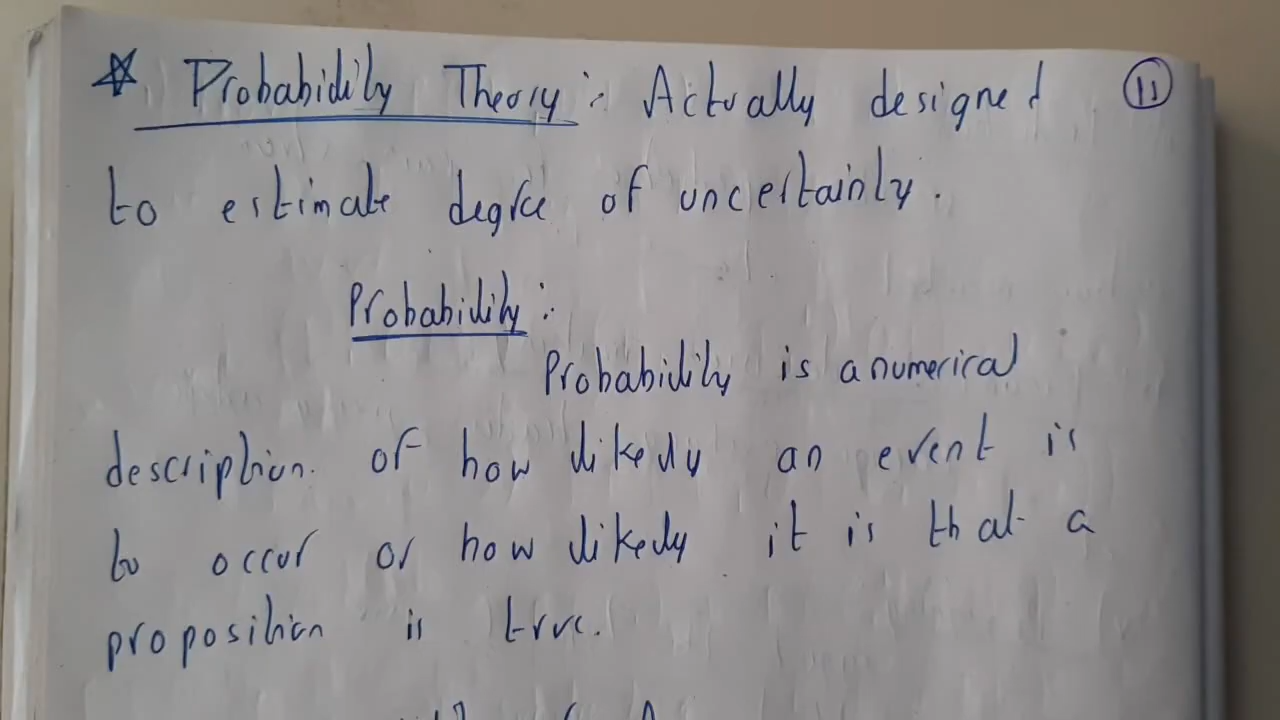 ☆ Probability Theory : Actually designed 11
to estimate degree of uncertainty.
Probability :
Probability is a numerical
description of how likely an event is
to occur or how likely it is that a
proposition is true.